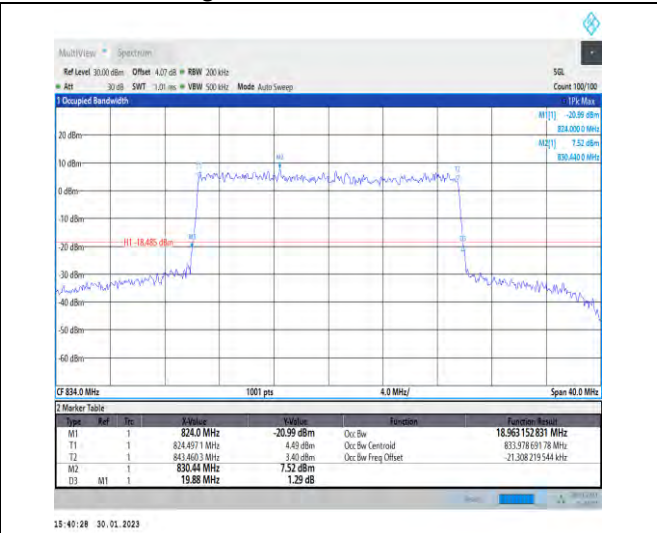 MultiView Spectrum
Ref Level 30.00 dBm Offset 4.07 dB RBW 200 kHz SGL
Att 30 dB SWT 1.01 ms VBW 500 kHz Mode Auto Sweep Count 100/100
1 Occupied Bandwidth 1Pk Max
M1[1] -20.99 dBm
824.000 0 MHz
M2[1] 7.52 dBm
830.440 0 MHz
20 dBm
10 dBm
M2
T1 T2
0 dBm
-10 dBm
H1 -18.485 dBm
-20 dBm
-30 dBm
-40 dBm
-50 dBm
-60 dBm
CF 834.0 MHz 1001 pts 4.0 MHz/ Span 40.0 MHz
2 Marker Table
Type Ref Trc X-Value Y-Value Function Function Result
M1 1 824.0 MHz -20.99 dBm Occ Bw 18.963 152 831 MHz
T1 1 824.497 1 MHz 4.49 dBm Occ Bw Centroid 833.978 691 78 MHz
T2 1 843.460 3 MHz 3.40 dBm Occ Bw Freq Offset -21.308 219 544 kHz
M2 1 830.44 MHz 7.52 dBm
D3 M1 1 19.88 MHz 1.29 dB
15:40:28 30.01.2023